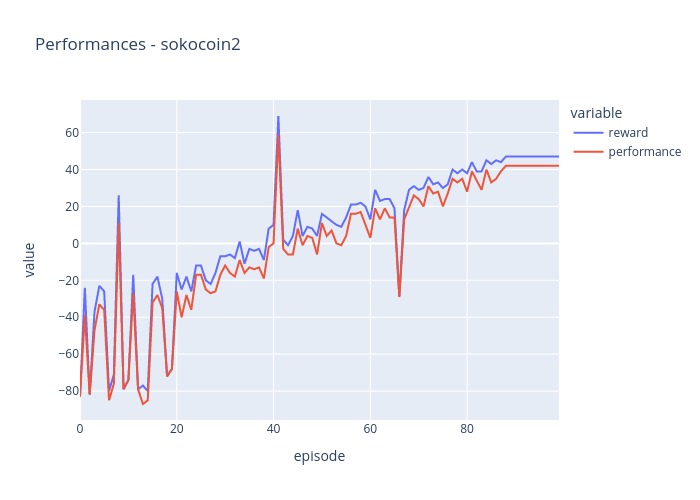 Performances - sokocoin2
variable
reward
performance
value
60
40
20
0
−20
−40
−60
−80
0 20 40 60 80
episode